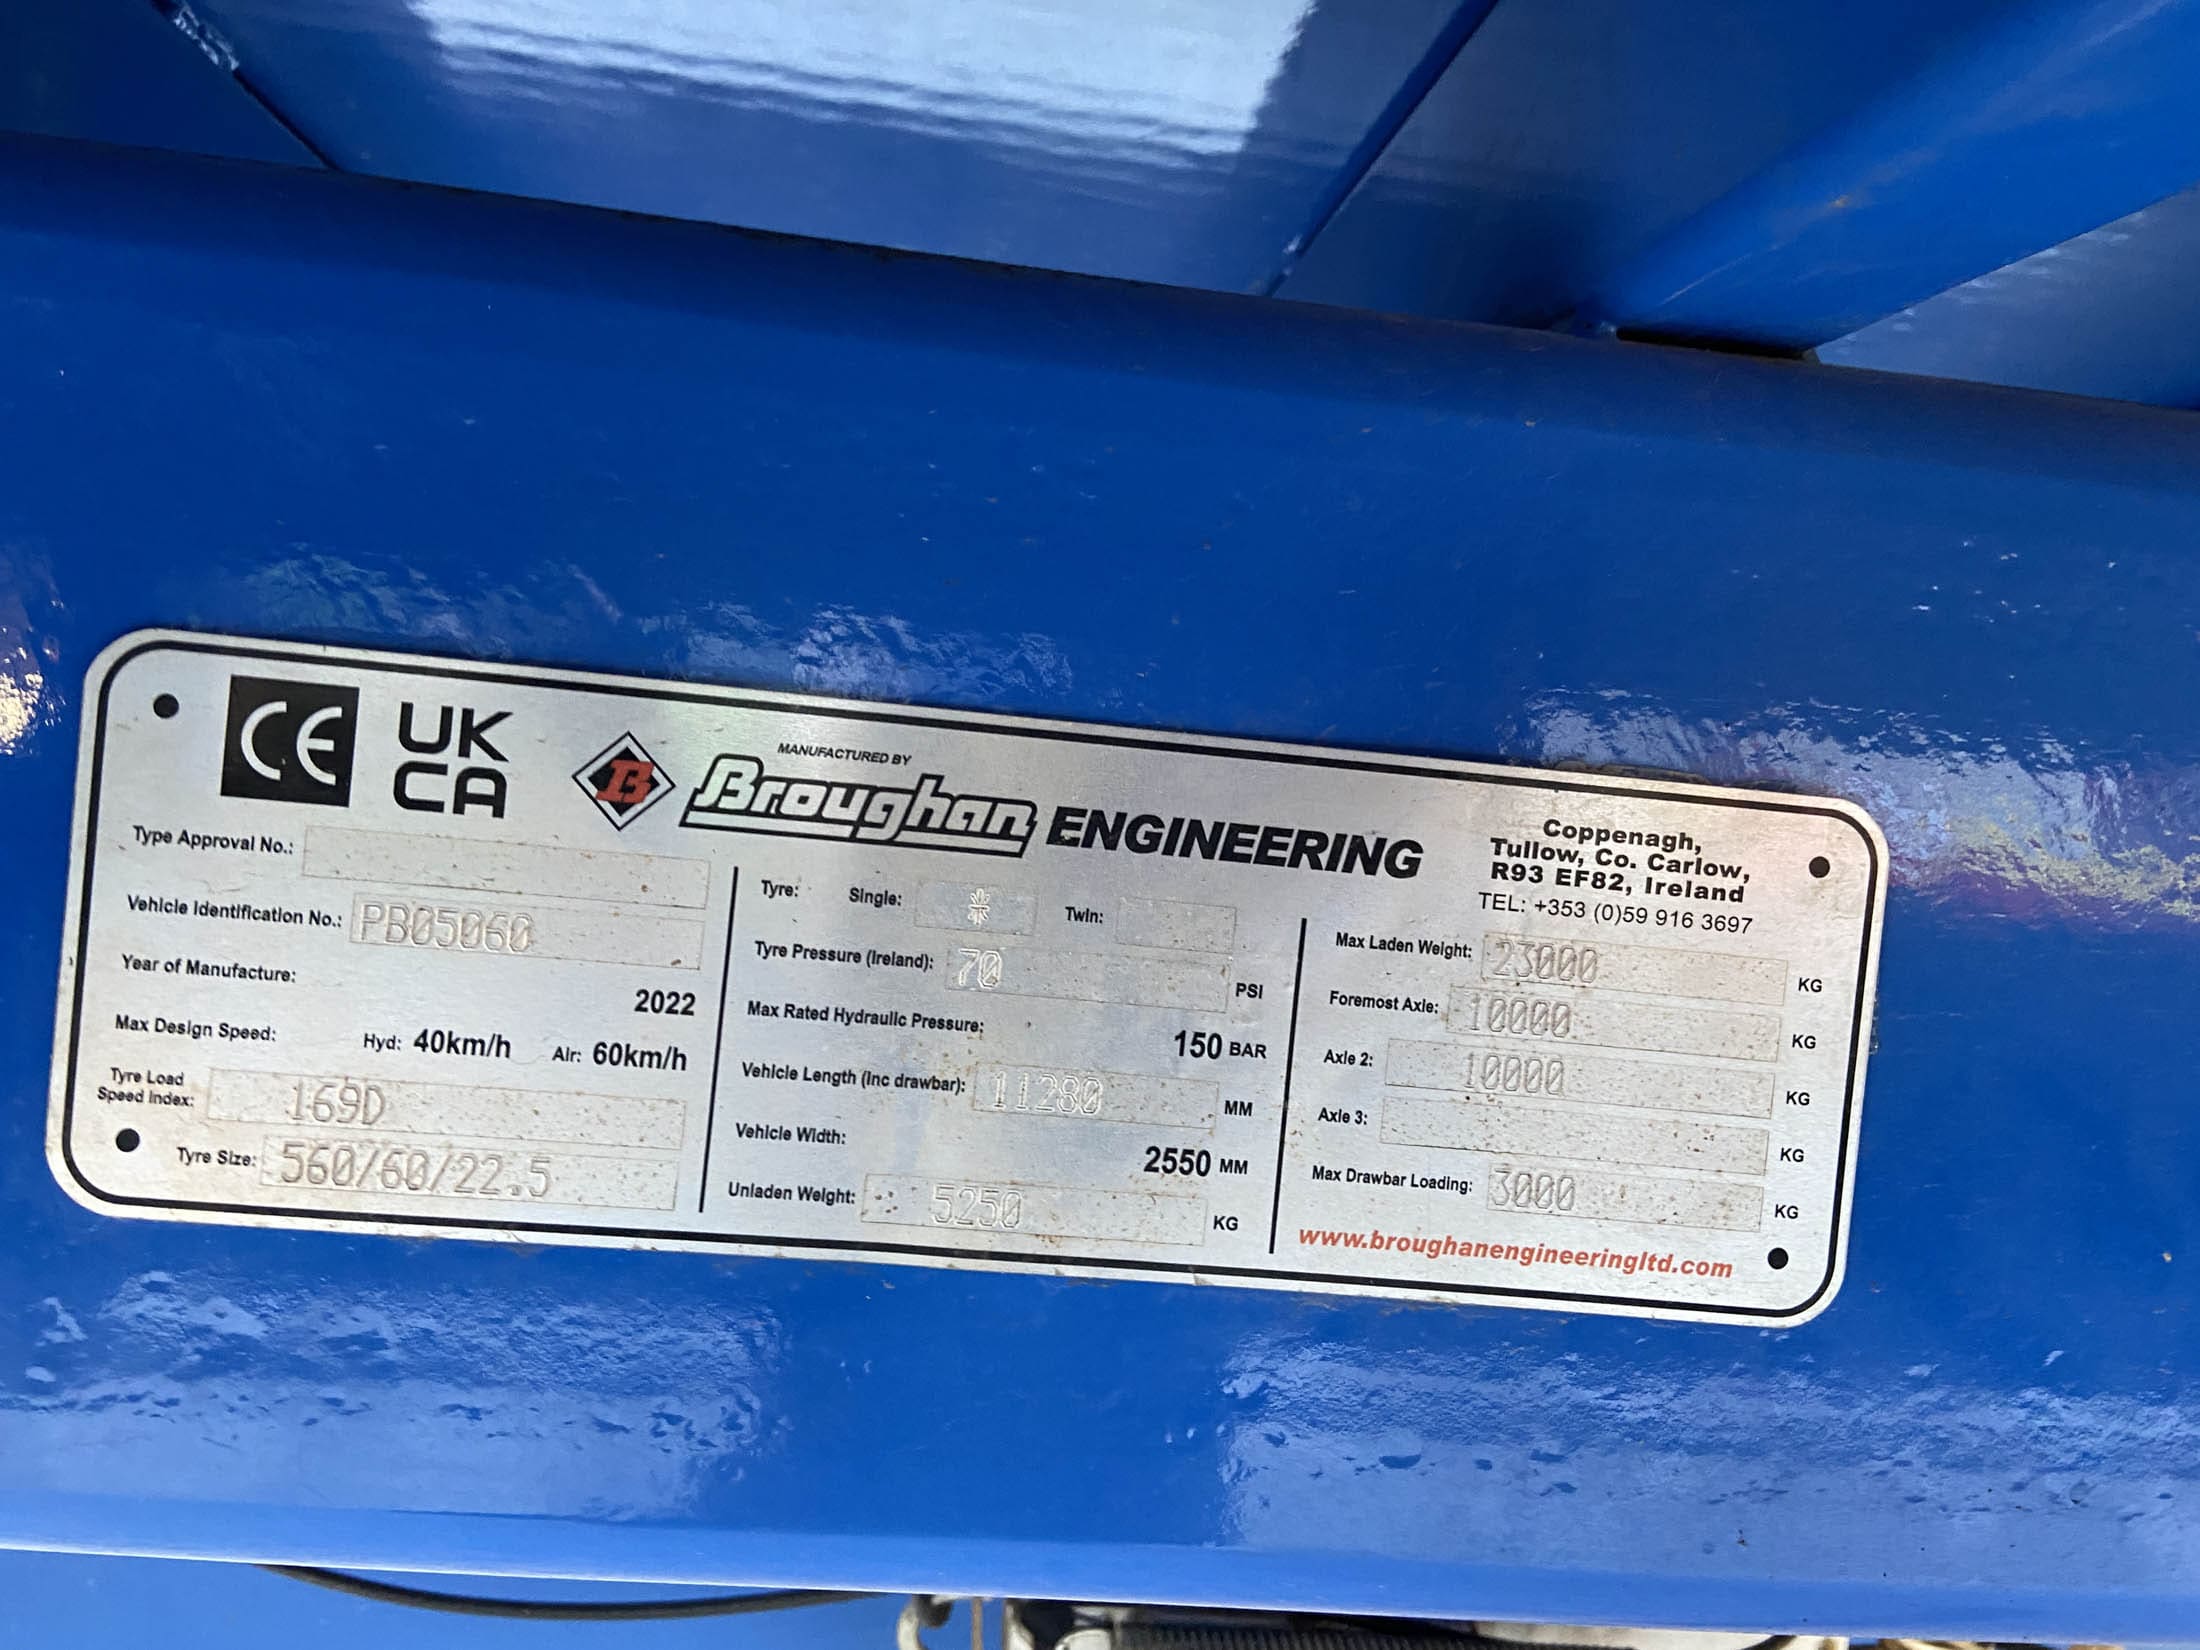 CE UK
CA
B
MANUFACTURED BY
Broughan ENGINEERING
Coppenagh,
Tullow, Co. Carlow,
R93 EF82, Ireland
TEL: +353 (0)59 916 3697
Type Approval No.:
Vehicle Identification No.: PB05060
Year of Manufacture: 2022
Max Design Speed: Hyd: 40km/h Air: 60km/h
Tyre Load
Speed Index: 169D
Tyre Size: 560/60/22.5
Tyre: Single: * Twin:
Tyre Pressure (Ireland): 70 PSI
Max Rated Hydraulic Pressure: 150 BAR
Vehicle Length (inc drawbar): 11280 MM
Vehicle Width: 2550 MM
Unladen Weight: 5250 KG
Max Laden Weight: 23000 KG
Foremost Axle: 10000 KG
Axle 2: 10000 KG
Axle 3: KG
Max Drawbar Loading: 3000 KG
www.broughanengineeringltd.com